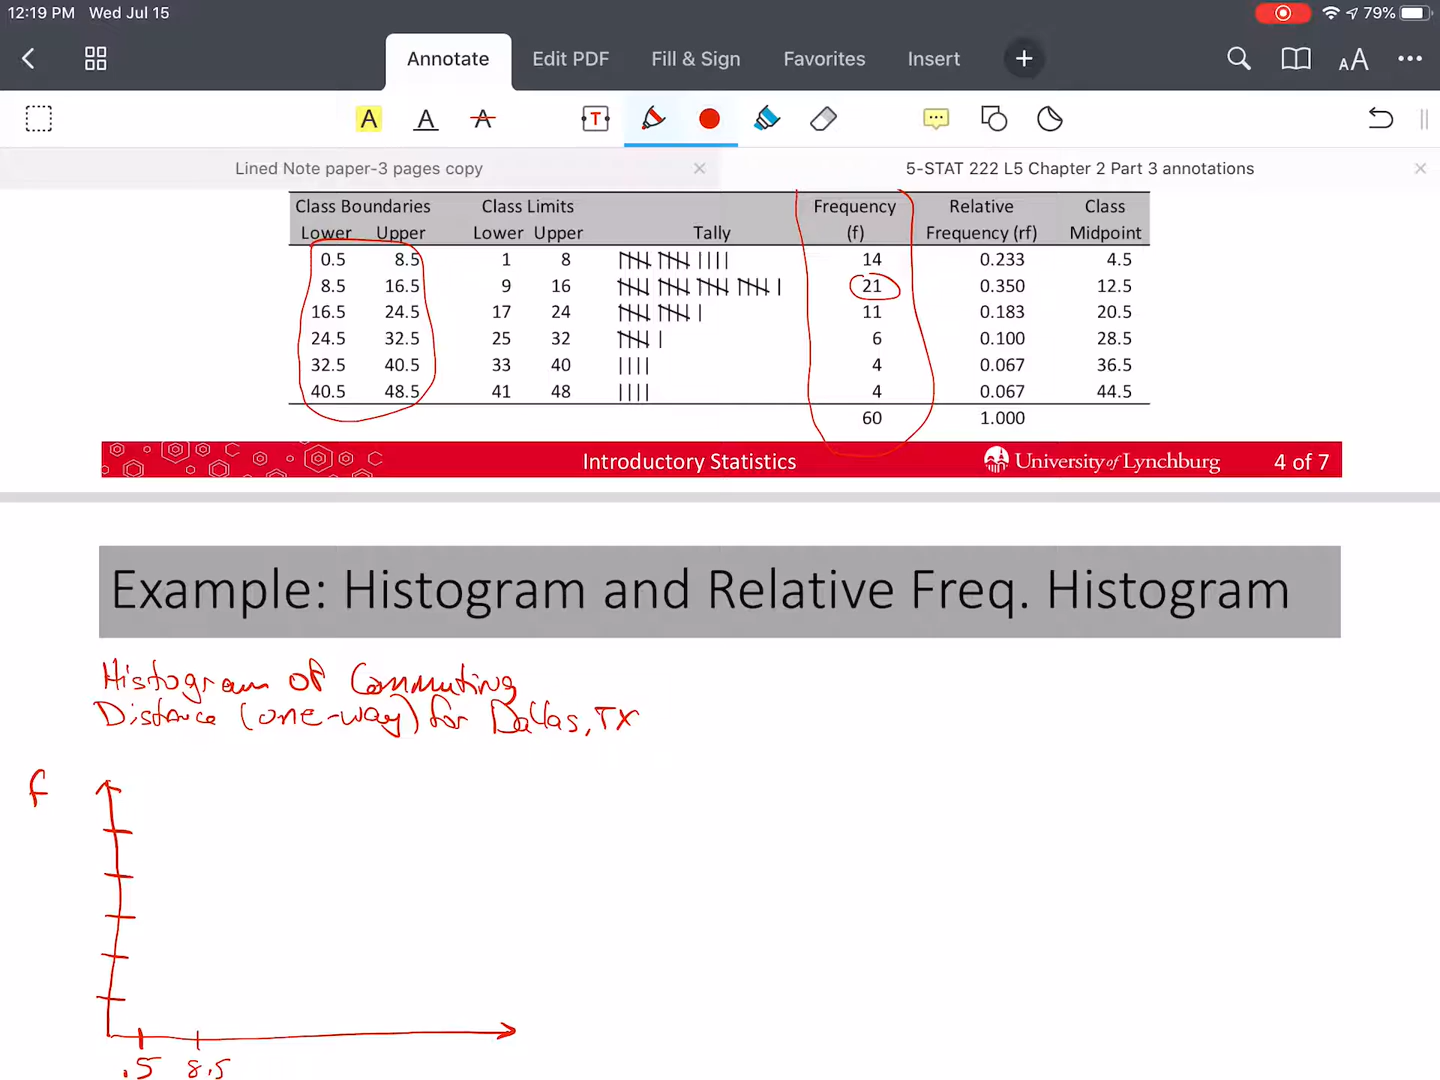 12:19 PM Wed Jul 15
79%
Annotate Edit PDF Fill & Sign Favorites Insert
AA
A A A T
Lined Note paper-3 pages copy
5-STAT 222 L5 Chapter 2 Part 3 annotations
Class Boundaries Class Limits Frequency Relative Class
Lower Upper Lower Upper Tally (f) Frequency (rf) Midpoint
0.5 8.5 1 8 14 0.233 4.5
8.5 16.5 9 16 21 0.350 12.5
16.5 24.5 17 24 11 0.183 20.5
24.5 32.5 25 32 6 0.100 28.5
32.5 40.5 33 40 4 0.067 36.5
40.5 48.5 41 48 4 0.067 44.5
60 1.000
Introductory Statistics University of Lynchburg 4 of 7
Example: Histogram and Relative Freq. Histogram
Histogram of Commuting
Distance (one-way) for Dallas, TX
f
.5 8.5